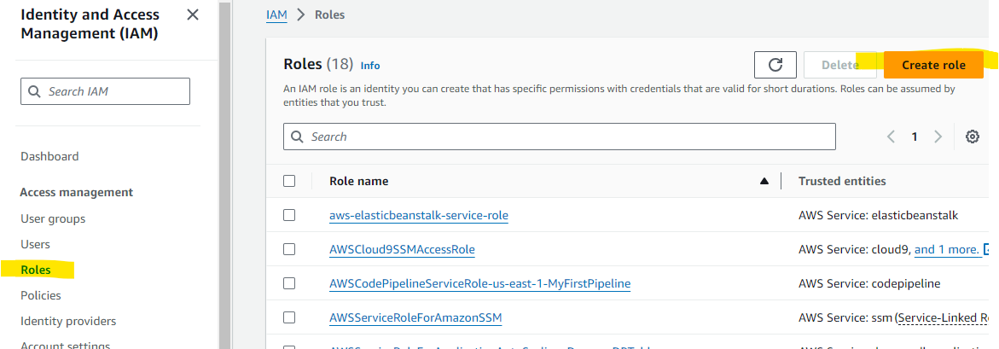 Identity and Access
Management (IAM)
Search IAM
Dashboard
Access management
User groups
Users
Roles
Policies
Identity providers
Account settings
IAM > Roles
Roles (18) Info
Delete
Create role
An IAM role is an identity you can create that has specific permissions with credentials that are valid for short durations. Roles can be assumed by
entities that you trust.
Search
1
Role name
Trusted entities
aws-elasticbeanstalk-service-role
AWS Service: elasticbeanstalk
AWSCloud9SSMAccessRole
AWS Service: cloud9, and 1 more.
AWSCodePipelineServiceRole-us-east-1-MyFirstPipeline
AWS Service: codepipeline
AWSServiceRoleForAmazonSSM
AWS Service: ssm (Service-Linked R